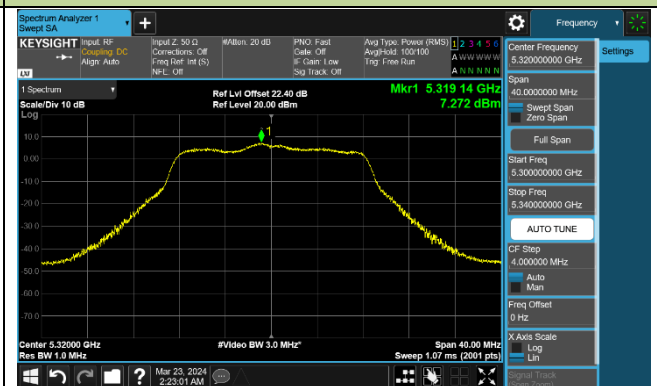 Spectrum Analyzer 1
Swept SA
+
Frequency
KEYSIGHT
Input: RF
Coupling: DC
Align: Auto
Input Z: 50 Ω
Corrections: Off
Freq Ref: Int (S)
NFE: Off
#Atten: 20 dB
PNO: Fast
Gate: Off
IF Gain: Low
Sig Track: Off
Avg Type: Power (RMS)
Avg|Hold: 100/100
Trig: Free Run
1 2 3 4 5 6
A W W W W W
A N N N N N
LXI
1 Spectrum
Scale/Div 10 dB
Log
Ref Lvl Offset 22.40 dB
Ref Level 20.00 dBm
Mkr1 5.319 14 GHz
7.272 dBm
1
10.0
0.00
-10.0
-20.0
-30.0
-40.0
-50.0
-60.0
-70.0
Center 5.32000 GHz
Res BW 1.0 MHz
#Video BW 3.0 MHz*
Span 40.00 MHz
Sweep 1.07 ms (2001 pts)
Center Frequency
5.320000000 GHz
Settings
Span
40.0000000 MHz
Swept Span
Zero Span
Full Span
Start Freq
5.300000000 GHz
Stop Freq
5.340000000 GHz
AUTO TUNE
CF Step
4.000000 MHz
Auto
Man
Freq Offset
0 Hz
X Axis Scale
Log
Lin
Signal Track
(Span Zoom)
?
Mar 23, 2024
2:23:01 AM